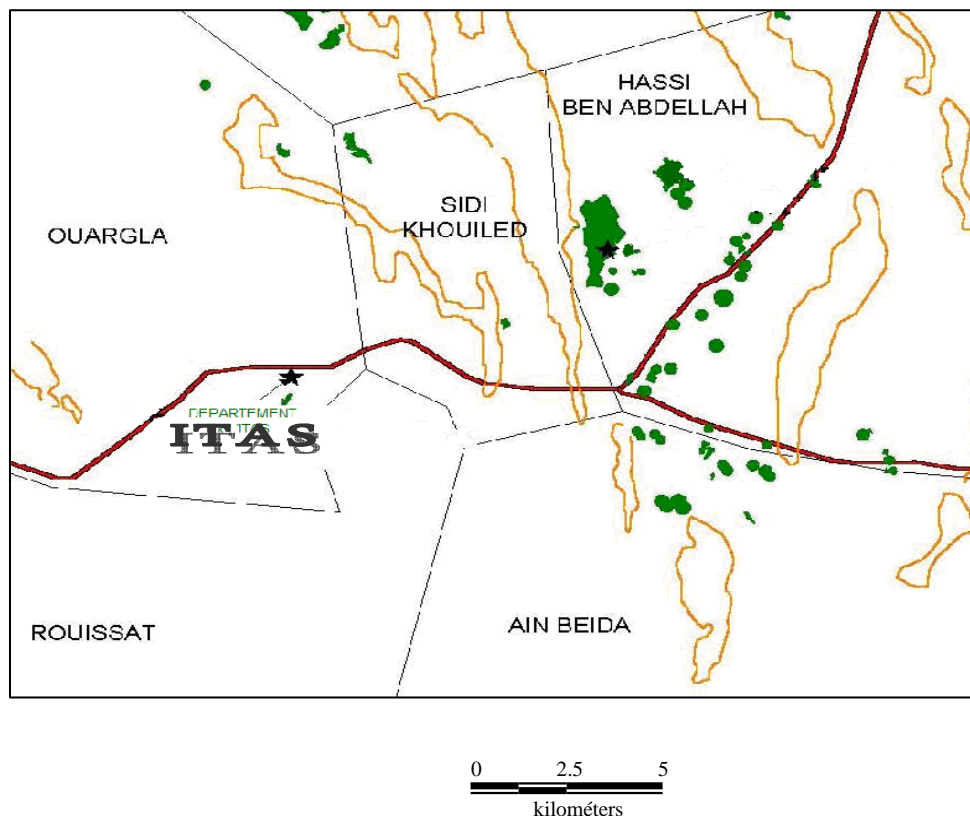 HASSI
BEN ABDELLAH
SIDI
KHOUILED
OUARGLA
DEPARTEMENT
ITAS
ROUISSAT
AIN BEIDA
0 2.5 5
kilométers